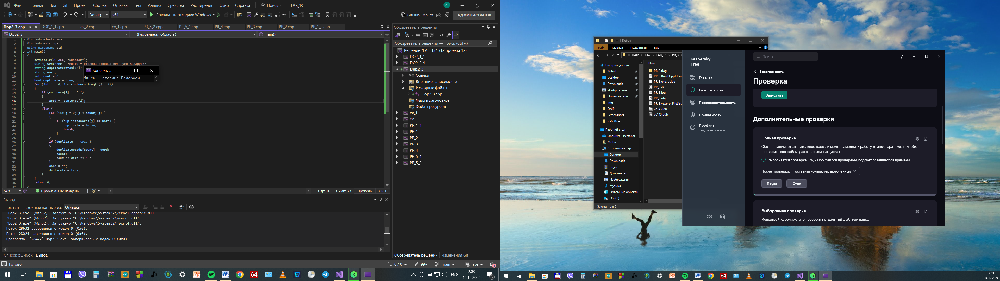 Файл Правка Вид Git Проект Сборка Отладка Тест Анализ Средства Расширения Окно Справка Поиск LAB_13 МБ
Debug x64 Локальный отладчик Windows GitHub Copilot АДМИНИСТРАТОР
Dop2_3.cpp DOP_1_1.cpp ex_2.cpp ex_1.cpp PR_5_2.cpp PR_5_1.cpp PR_4.cpp PR_3.cpp PR_2.cpp PR_1_2.cpp
Dop2_3 (Глобальная область) main()
1 #include <iostream>
2 #include <string>
3 using namespace std;
4 int main()
5 {
6 setlocale(LC_ALL, "Russian");
7 string sentence = "Минск - столица столица Беларуси Беларуси";
8 string duplicateWords[15];
9 string word;
10 int count = 0;
11 bool duplicate = true;
12 for (int i = 0; i < sentence.length(); i++)
13 {
14 if (sentence[i] != ' ')
15 {
16 word += sentence[i];
17 }
18 else {
19 for (int j = 0; j < count; j++)
20 {
21 if (duplicateWords[j] == word) {
22 duplicate = false;
23 break;
24 }
25 }
26 if (duplicate == true )
27 {
28 duplicateWords[count] = word;
29 count++;
30 cout << word << " ";
31 }
32 word = "";
33 duplicate = true;
34 }
35 }
36 return 0;
37 }
Консоль ...
Минск - столица Беларуси
74 % Проблемы не найдены. Стр: 16 Симв: 33 Пробелы CRLF
Вывод
Показать выходные данные из: Отладка
"Dop2_3.exe" (Win32). Загружено "C:\Windows\System32\kernel.appcore.dll".
"Dop2_3.exe" (Win32). Загружено "C:\Windows\System32\msvcrt.dll".
"Dop2_3.exe" (Win32). Загружено "C:\Windows\System32\rpcrt4.dll".
Поток 28632 завершился с кодом 0 (0x0).
Поток 28024 завершился с кодом 0 (0x0).
Программа "[28472] Dop2_3.exe" завершилась с кодом 0 (0x0).
Список ошибок Вывод
Обозреватель решений
Обозреватель решений — поиск (Ctrl+;)
Решение "LAB_13" (12 проекта 12)
DOP_1_1
DOP_2_4
Dop2_3
Ссылки
Внешние зависимости
Исходные файлы
Dop2_3.cpp
Файлы заголовков
Файлы ресурсов
ex_1
ex_2
PR_1_1
PR_1_2
PR_2
PR_3
PR_4
PR_5_1
PR_5_2
Обозреватель решений Изменения Git
Готово 0 / 0 99+ main labs 1
64 ENG 2:03 14.12.2024 3
Debug
Файл Главная Поделиться Вид
OAIP labs LAB_13 PR_3
Быстрый доступ
Mihail
Desktop
Downloads
Изображения
Пользователи
img
OAIP
Screenshots
лаб. 07 +
Рабочий стол
OneDrive - Personal
Misha
Этот компьютер
Desktop
Downloads
Видео
Документы
Изображения
Музыка
Объемные объекты
OS (C:)
Имя
PR_3.tlog
PR_3.Build.CppClean
PR_3.exe.recipe
PR_3.ilk
PR_3.log
PR_3.obj
PR_3.vcxproj.FileListA
vc143.idb
vc143.pdb
Элементов: 9
Kaspersky
Free
Главная
Безопасность
Производительность
Приватность
Профиль
Подписка активна
Поиск ?
Безопасность
Проверка
Запустить
Дополнительные проверки
Полная проверка
Обычно занимает значительное время и может замедлить работу компьютера. Нужна, чтобы
проверить все файлы, даже на съемных дисках.
Выполняется проверка: 1 %, 2 056 файлов проверены, подсчет оставшегося времени...
После проверки: оставить компьютер включенным
Пауза Стоп
Выборочная проверка
Используйте, если хотите проверить отдельный файл или папку.
64 2:03 14.12.2024